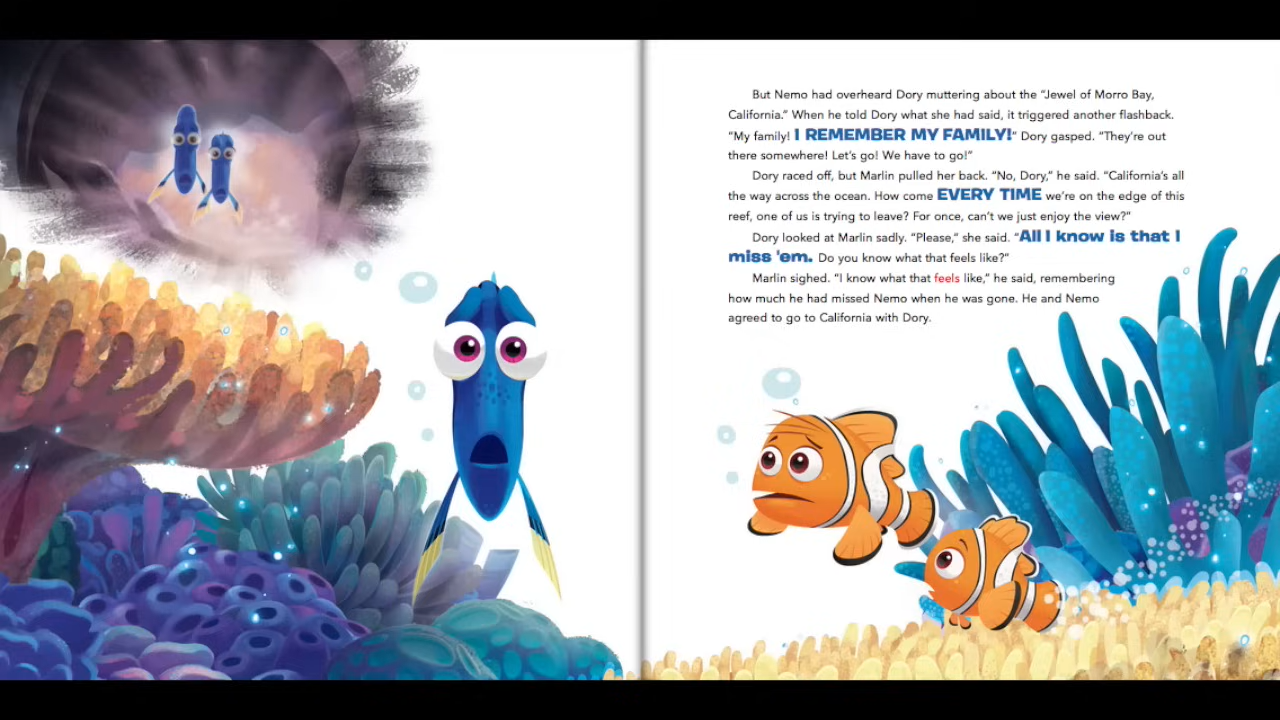 But Nemo had overheard Dory muttering about the “Jewel of Morro Bay,
California.” When he told Dory what she had said, it triggered another flashback.
“My family! I REMEMBER MY FAMILY!” Dory gasped. “They’re out
there somewhere! Let’s go! We have to go!”
Dory raced off, but Marlin pulled her back. “No, Dory,” he said. “California’s all
the way across the ocean. How come EVERY TIME we’re on the edge of this
reef, one of us is trying to leave? For once, can’t we just enjoy the view?”
Dory looked at Marlin sadly. “Please,” she said. “All I know is that I
miss ’em. Do you know what that feels like?”
Marlin sighed. “I know what that feels like,” he said, remembering
how much he had missed Nemo when he was gone. He and Nemo
agreed to go to California with Dory.